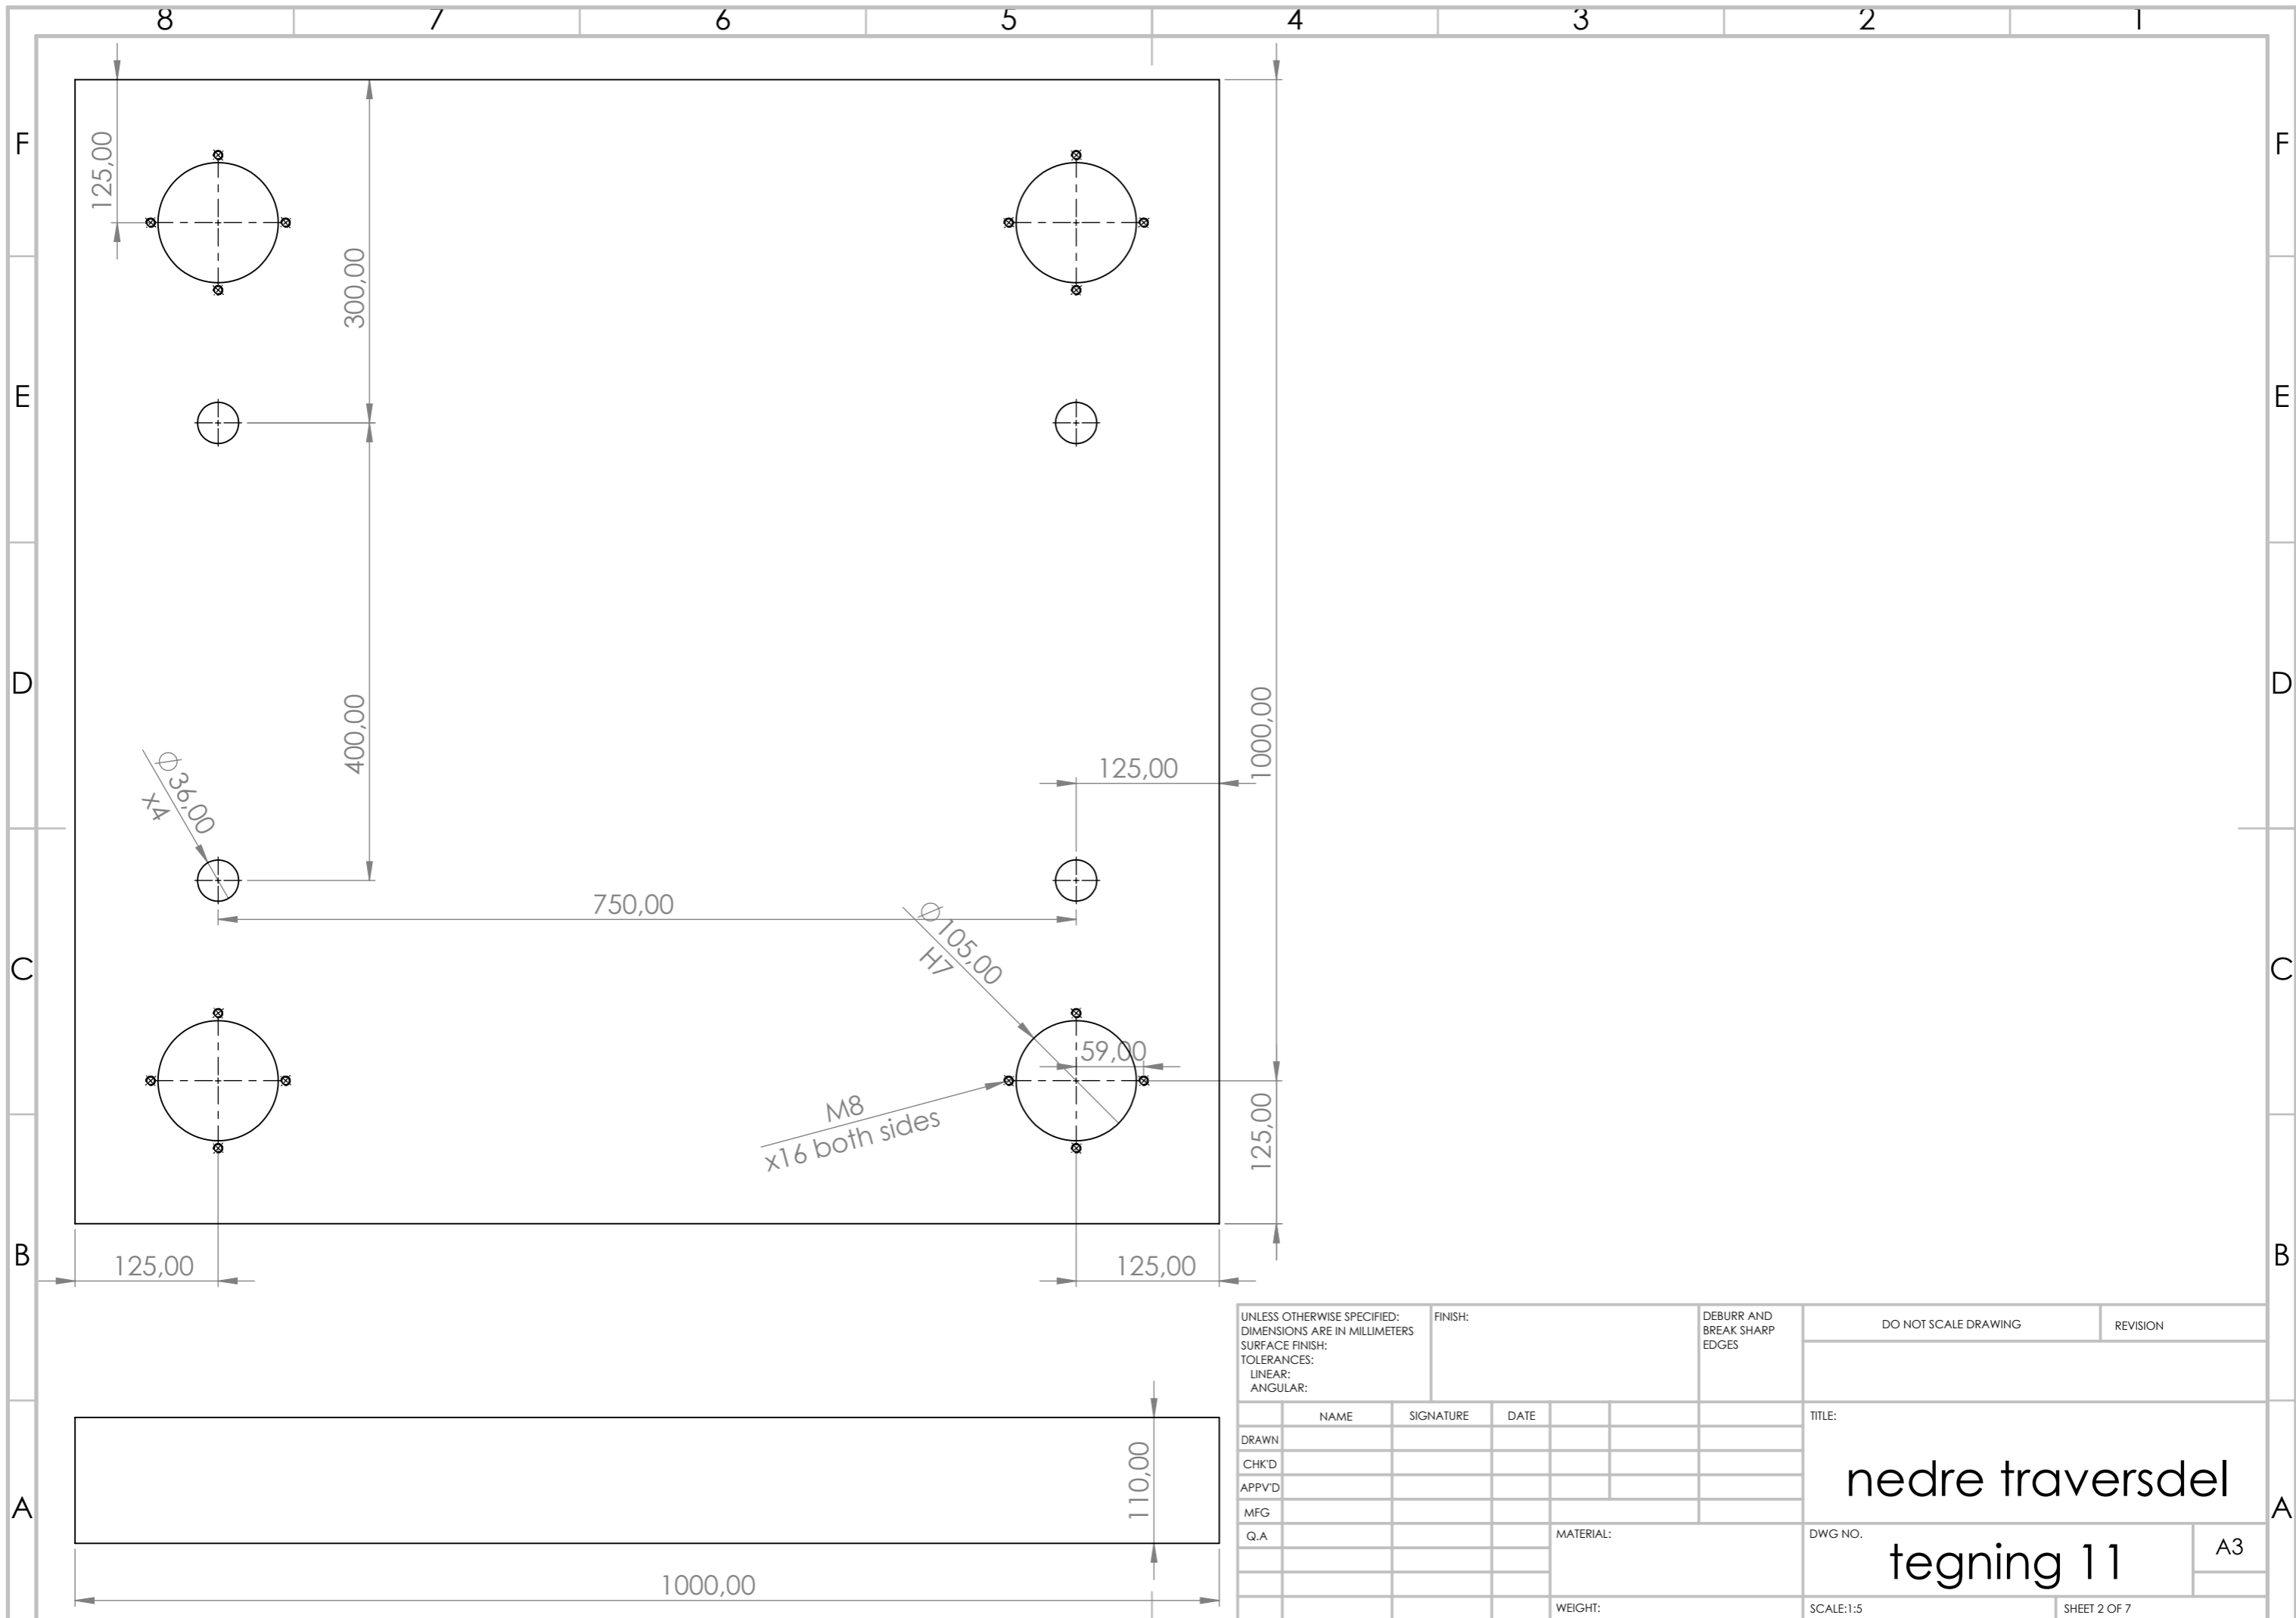 8 7 6 5 4 3 2 1
F F
125,00
300,00
E E
D D
400,00
1000,00
125,00
Ø36,00
x4
750,00
Ø105,00
H7
C C
59,00
M8
x16 both sides
125,00
B B
125,00 125,00
110,00
A A
1000,00
UNLESS OTHERWISE SPECIFIED:
DIMENSIONS ARE IN MILLIMETERS
SURFACE FINISH:
TOLERANCES:
LINEAR:
ANGULAR:
FINISH:
DEBURR AND
BREAK SHARP
EDGES
DO NOT SCALE DRAWING
REVISION
NAME SIGNATURE DATE
DRAWN
CHK'D
APPV'D
MFG
Q.A
TITLE:
nedre traversdel
MATERIAL:
DWG NO.
tegning 11
A3
WEIGHT:
SCALE:1:5
SHEET 2 OF 7